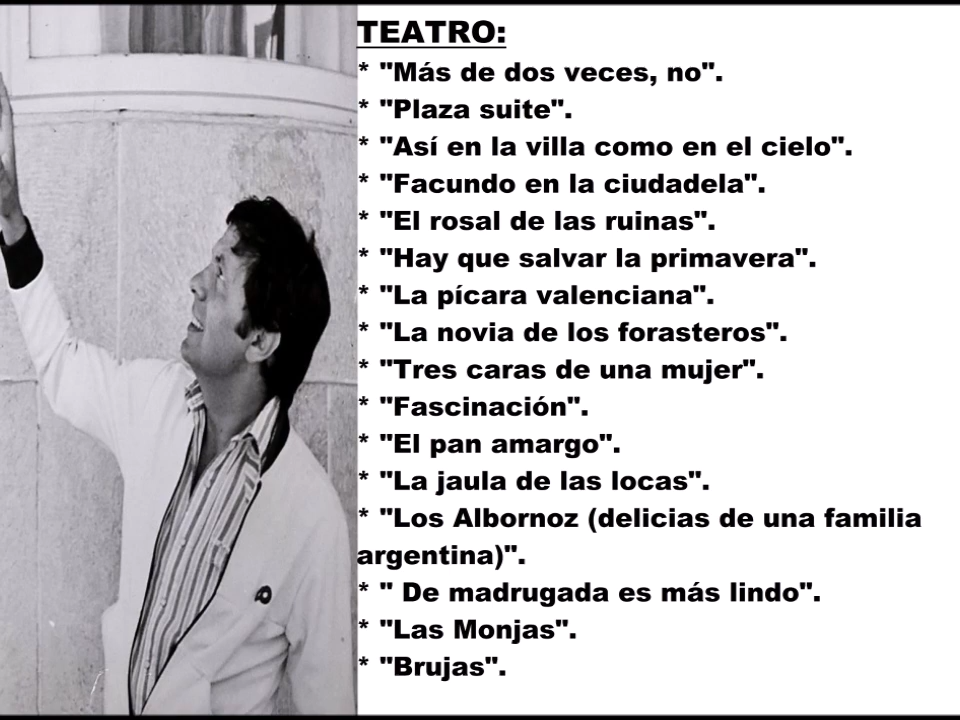 TEATRO:
* "Más de dos veces, no".
* "Plaza suite".
* "Así en la villa como en el cielo".
* "Facundo en la ciudadela".
* "El rosal de las ruinas".
* "Hay que salvar la primavera".
* "La pícara valenciana".
* "La novia de los forasteros".
* "Tres caras de una mujer".
* "Fascinación".
* "El pan amargo".
* "La jaula de las locas".
* "Los Albornoz (delicias de una familia
argentina)".
* " De madrugada es más lindo".
* "Las Monjas".
* "Brujas".